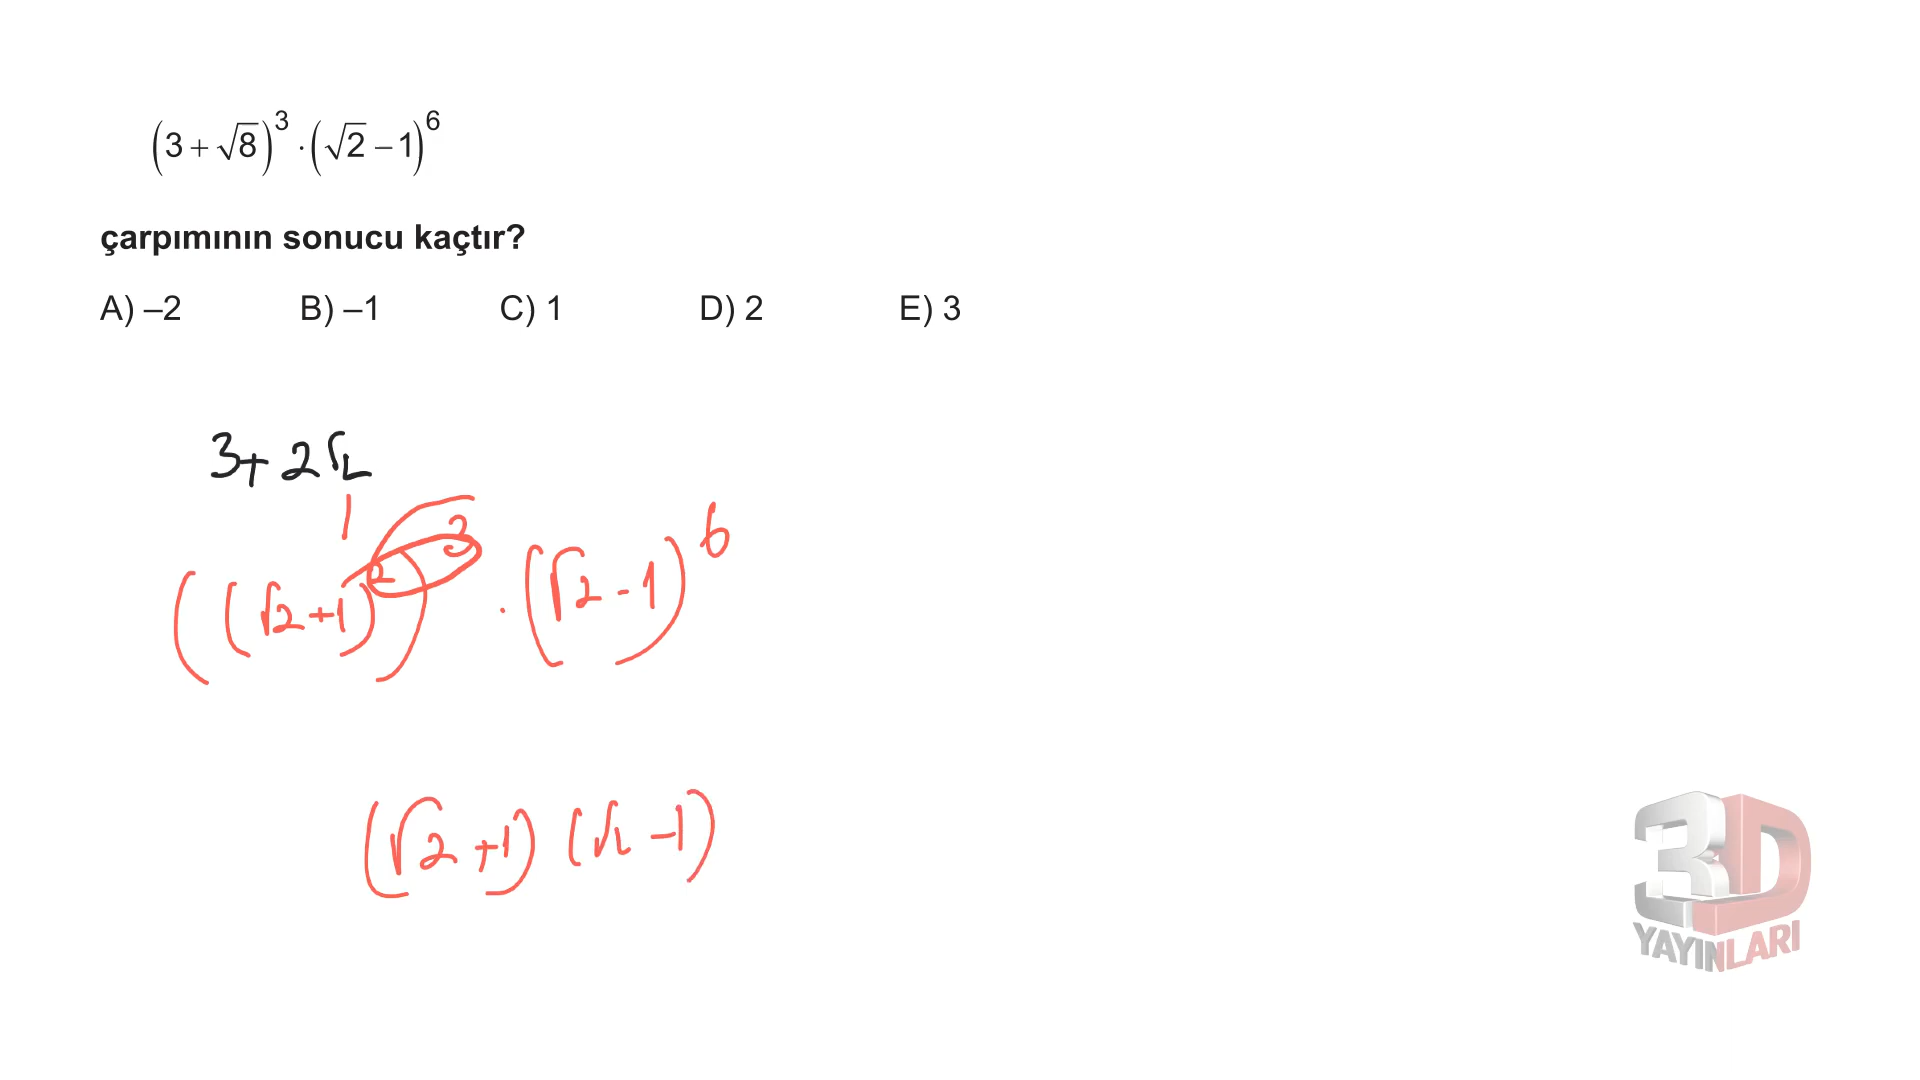 (3 + √8)³ · (√2 – 1)⁶
çarpımının sonucu kaçtır?
A) –2 B) –1 C) 1 D) 2 E) 3
3 + 2√2
1
((√2 + 1)²)³ · (√2 - 1)⁶
(√2 + 1) (√2 - 1)
3D
YAYINLARI